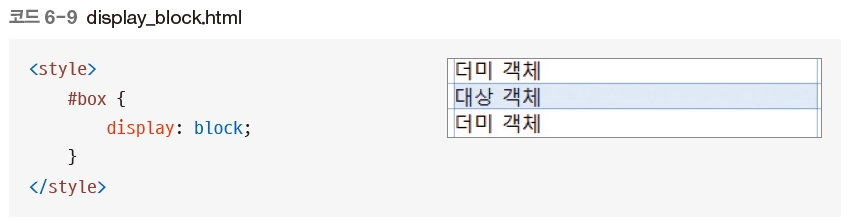 코드 6-9 display_block.html
<style>
#box {
display: block;
}
</style>
더미 객체
대상 객체
더미 객체